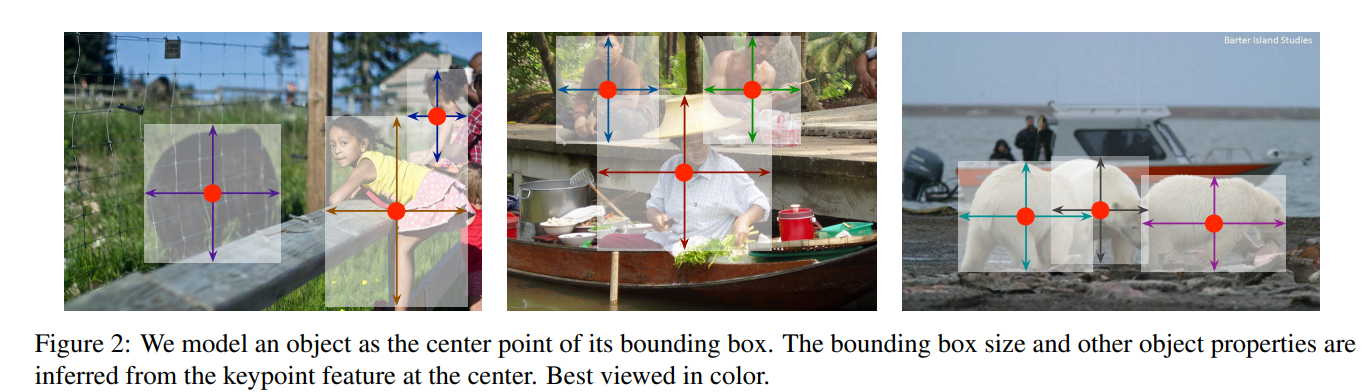 Barter Island Studies
Figure 2: We model an object as the center point of its bounding box. The bounding box size and other object properties are
inferred from the keypoint feature at the center. Best viewed in color.